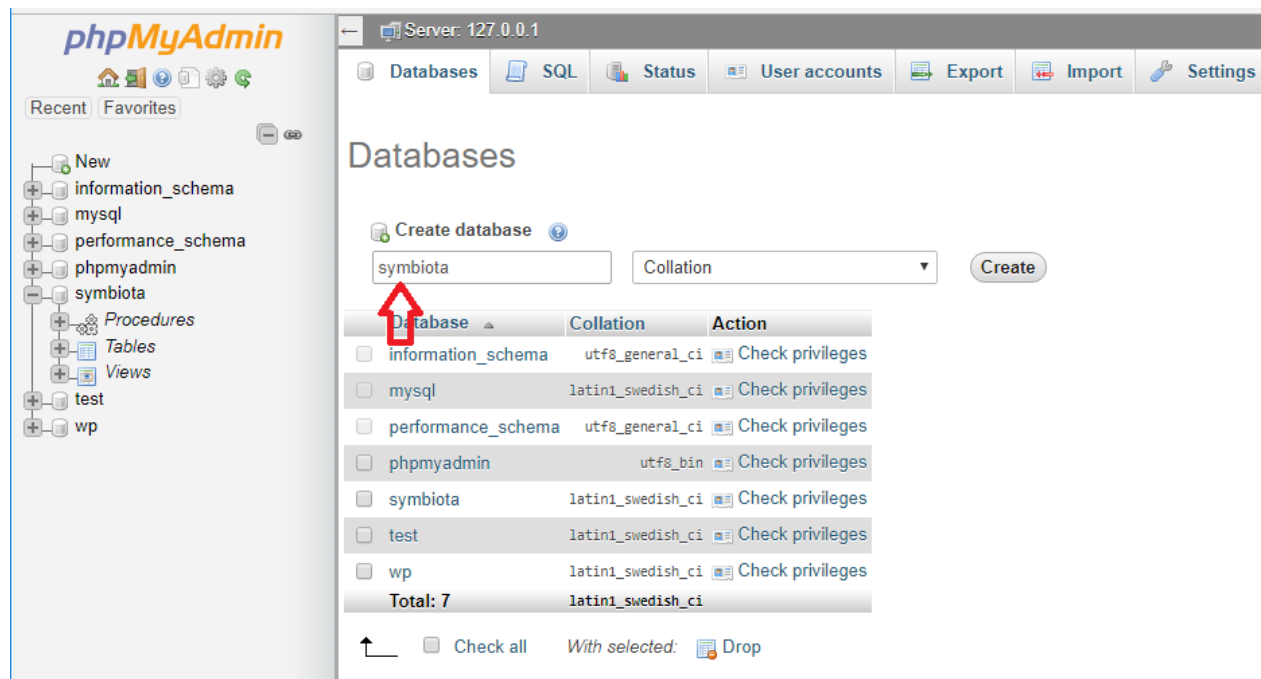 phpMyAdmin
Recent Favorites
New
information_schema
mysql
performance_schema
phpmyadmin
symbiota
Procedures
Tables
Views
test
wp
Server: 127.0.0.1
Databases SQL Status User accounts Export Import Settings
Databases
Create database
symbiota Collation Create
Database Collation Action
information_schema utf8_general_ci Check privileges
mysql latin1_swedish_ci Check privileges
performance_schema utf8_general_ci Check privileges
phpmyadmin utf8_bin Check privileges
symbiota latin1_swedish_ci Check privileges
test latin1_swedish_ci Check privileges
wp latin1_swedish_ci Check privileges
Total: 7 latin1_swedish_ci
Check all With selected: Drop